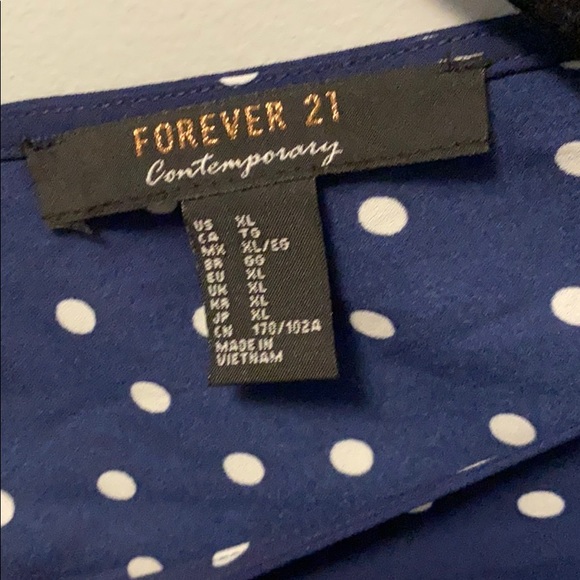 FOREVER 21
Contemporary
US XL
CA TG
MX XL/EG
BR GG
EU XL
UK XL
KR XL
JP XL
CN 170/102A
MADE IN
VIETNAM